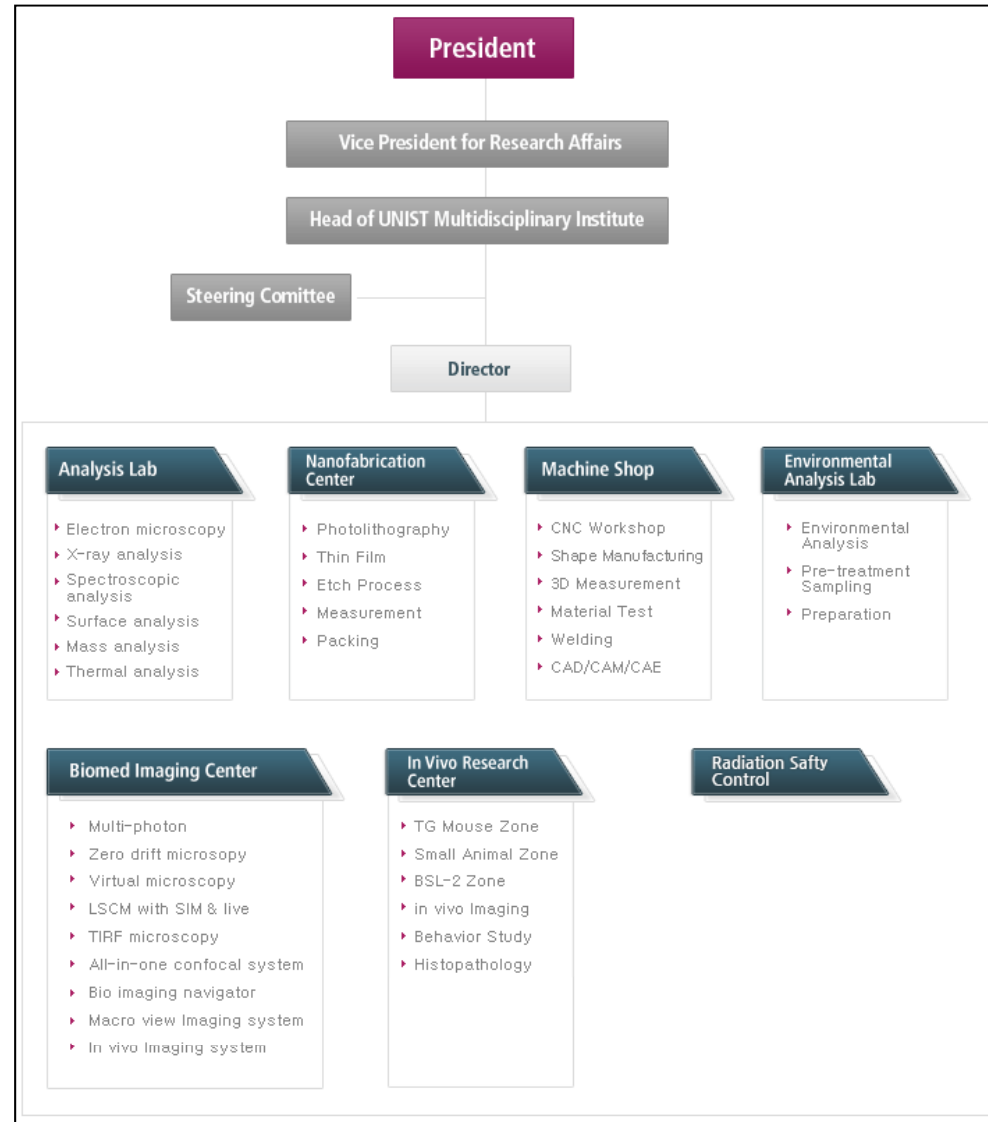 President
Vice President for Research Affairs
Head of UNIST Multidisciplinary Institute
Steering Comittee
Director
Analysis Lab
Electron microscopy
X-ray analysis
Spectroscopic
analysis
Surface analysis
Mass analysis
Thermal analysis
Nanofabrication
Center
Photolithography
Thin Film
Etch Process
Measurement
Packing
Machine Shop
CNC Workshop
Shape Manufacturing
3D Measurement
Material Test
Welding
CAD/CAM/CAE
Environmental
Analysis Lab
Environmental
Analysis
Pre-treatment
Sampling
Preparation
Biomed Imaging Center
Multi-photon
Zero drift microsopy
Virtual microscopy
LSCM with SIM & live
TIRF microscopy
All-in-one confocal system
Bio imaging navigator
Macro view Imaging system
In vivo Imaging system
In Vivo Research
Center
TG Mouse Zone
Small Animal Zone
BSL-2 Zone
in vivo Imaging
Behavior Study
Histopathology
Radiation Safty
Control